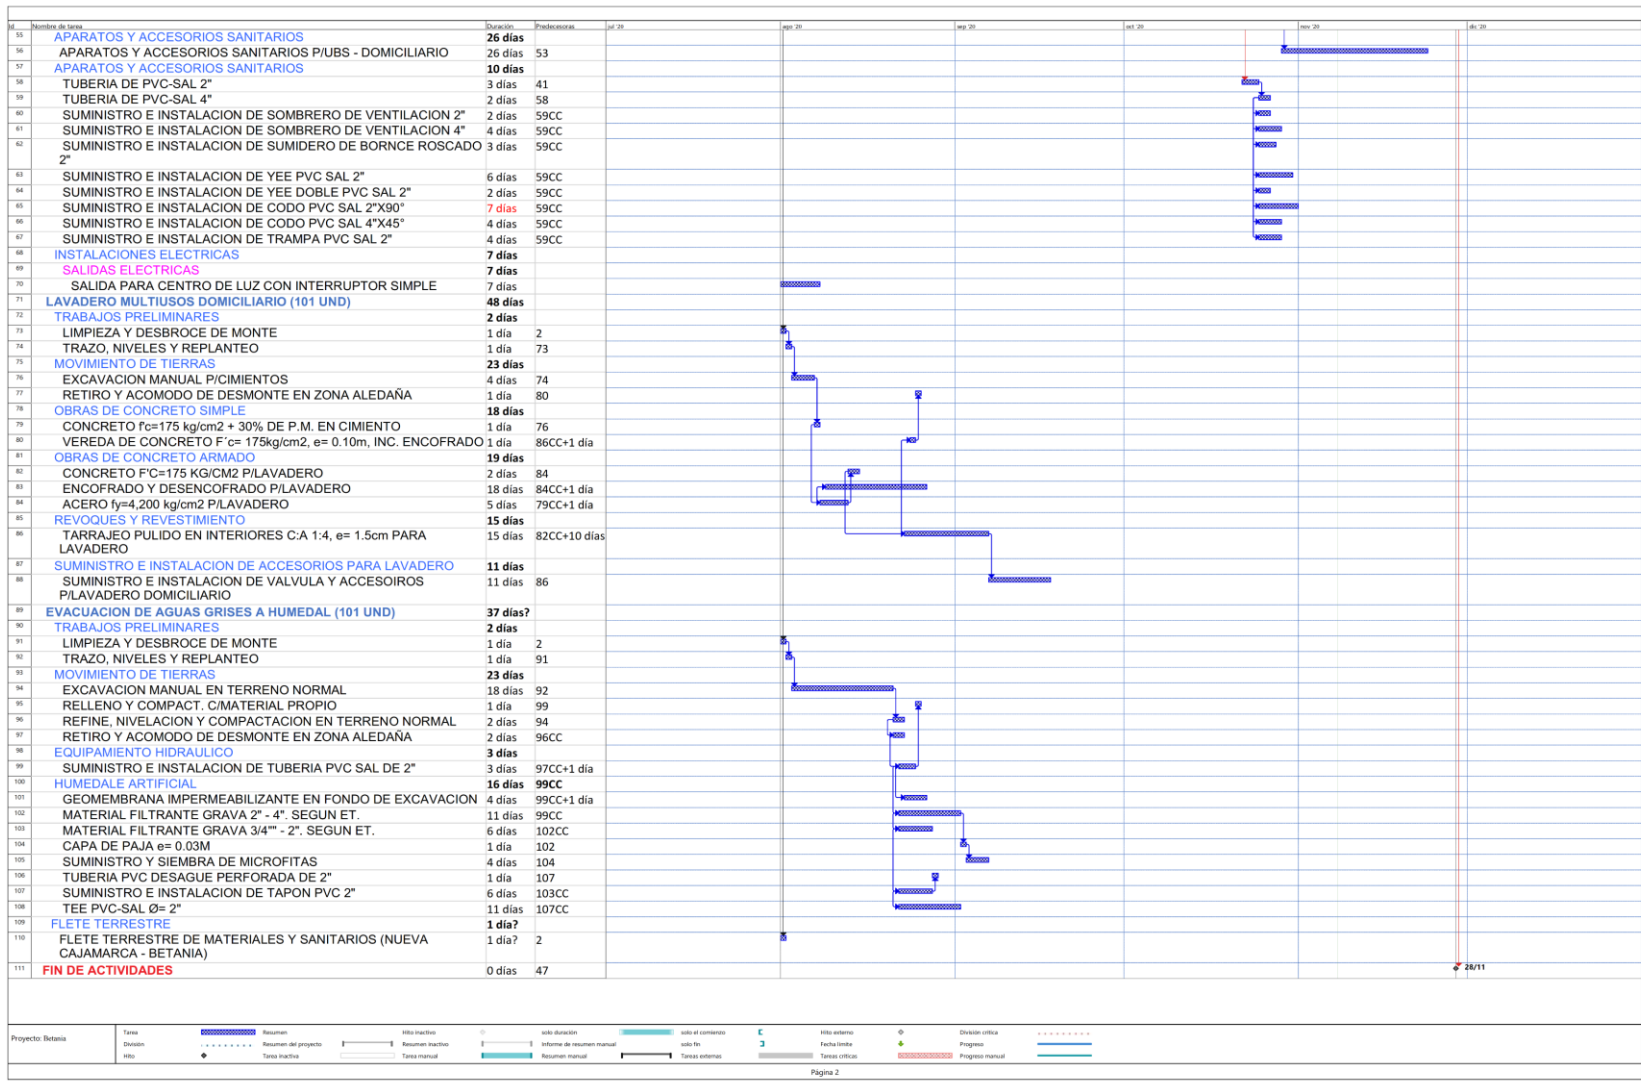 Id Nombre de tarea Duración Predecesoras jul '20 ago '20 sep '20 oct '20 nov '20 dic '20
55 APARATOS Y ACCESORIOS SANITARIOS 26 días
56 APARATOS Y ACCESORIOS SANITARIOS P/UBS - DOMICILIARIO 26 días 53
57 APARATOS Y ACCESORIOS SANITARIOS 10 días
58 TUBERIA DE PVC-SAL 2" 3 días 41
59 TUBERIA DE PVC-SAL 4" 2 días 58
60 SUMINISTRO E INSTALACION DE SOMBRERO DE VENTILACION 2" 2 días 59CC
61 SUMINISTRO E INSTALACION DE SOMBRERO DE VENTILACION 4" 4 días 59CC
62 SUMINISTRO E INSTALACION DE SUMIDERO DE BORNCE ROSCADO 3 días 59CC
2"
63 SUMINISTRO E INSTALACION DE YEE PVC SAL 2" 6 días 59CC
64 SUMINISTRO E INSTALACION DE YEE DOBLE PVC SAL 2" 2 días 59CC
65 SUMINISTRO E INSTALACION DE CODO PVC SAL 2"X90° 7 días 59CC
66 SUMINISTRO E INSTALACION DE CODO PVC SAL 4"X45° 4 días 59CC
67 SUMINISTRO E INSTALACION DE TRAMPA PVC SAL 2" 4 días 59CC
68 INSTALACIONES ELECTRICAS 7 días
69 SALIDAS ELECTRICAS 7 días
70 SALIDA PARA CENTRO DE LUZ CON INTERRUPTOR SIMPLE 7 días
71 LAVADERO MULTIUSOS DOMICILIARIO (101 UND) 48 días
72 TRABAJOS PRELIMINARES 2 días
73 LIMPIEZA Y DESBROCE DE MONTE 1 día 2
74 TRAZO, NIVELES Y REPLANTEO 1 día 73
75 MOVIMIENTO DE TIERRAS 23 días
76 EXCAVACION MANUAL P/CIMIENTOS 4 días 74
77 RETIRO Y ACOMODO DE DESMONTE EN ZONA ALEDAÑA 1 día 80
78 OBRAS DE CONCRETO SIMPLE 18 días
79 CONCRETO f'c=175 kg/cm2 + 30% DE P.M. EN CIMIENTO 1 día 76
80 VEREDA DE CONCRETO F´c= 175kg/cm2, e= 0.10m, INC. ENCOFRADO 1 día 86CC+1 día
81 OBRAS DE CONCRETO ARMADO 19 días
82 CONCRETO F'C=175 KG/CM2 P/LAVADERO 2 días 84
83 ENCOFRADO Y DESENCOFRADO P/LAVADERO 18 días 84CC+1 día
84 ACERO fy=4,200 kg/cm2 P/LAVADERO 5 días 79CC+1 día
85 REVOQUES Y REVESTIMIENTO 15 días
86 TARRAJEO PULIDO EN INTERIORES C:A 1:4, e= 1.5cm PARA 15 días 82CC+10 días
LAVADERO
87 SUMINISTRO E INSTALACION DE ACCESORIOS PARA LAVADERO 11 días
88 SUMINISTRO E INSTALACION DE VALVULA Y ACCESOIROS 11 días 86
P/LAVADERO DOMICILIARIO
89 EVACUACION DE AGUAS GRISES A HUMEDAL (101 UND) 37 días?
90 TRABAJOS PRELIMINARES 2 días
91 LIMPIEZA Y DESBROCE DE MONTE 1 día 2
92 TRAZO, NIVELES Y REPLANTEO 1 día 91
93 MOVIMIENTO DE TIERRAS 23 días
94 EXCAVACION MANUAL EN TERRENO NORMAL 18 días 92
95 RELLENO Y COMPACT. C/MATERIAL PROPIO 1 día 99
96 REFINE, NIVELACION Y COMPACTACION EN TERRENO NORMAL 2 días 94
97 RETIRO Y ACOMODO DE DESMONTE EN ZONA ALEDAÑA 2 días 96CC
98 EQUIPAMIENTO HIDRAULICO 3 días
99 SUMINISTRO E INSTALACION DE TUBERIA PVC SAL DE 2" 3 días 97CC+1 día
100 HUMEDALE ARTIFICIAL 16 días 99CC
101 GEOMEMBRANA IMPERMEABILIZANTE EN FONDO DE EXCAVACION 4 días 99CC+1 día
102 MATERIAL FILTRANTE GRAVA 2" - 4". SEGUN ET. 11 días 99CC
103 MATERIAL FILTRANTE GRAVA 3/4"" - 2". SEGUN ET. 6 días 102CC
104 CAPA DE PAJA e= 0.03M 1 día 102
105 SUMINISTRO Y SIEMBRA DE MICROFITAS 4 días 104
106 TUBERIA PVC DESAGUE PERFORADA DE 2" 1 día 107
107 SUMINISTRO E INSTALACION DE TAPON PVC 2" 6 días 103CC
108 TEE PVC-SAL Ø= 2" 11 días 107CC
109 FLETE TERRESTRE 1 día?
110 FLETE TERRESTRE DE MATERIALES Y SANITARIOS (NUEVA 1 día? 2
CAJAMARCA - BETANIA)
111 FIN DE ACTIVIDADES 0 días 47 28/11
Tarea Resumen Hito inactivo solo duración solo el comienzo Hito externo División crítica
Proyecto: Betania
División Resumen del proyecto Resumen inactivo Informe de resumen manual solo fin Fecha límite Progreso
Hito Tarea inactiva Tarea manual Resumen manual Tareas externas Tareas críticas Progreso manual
Página 2